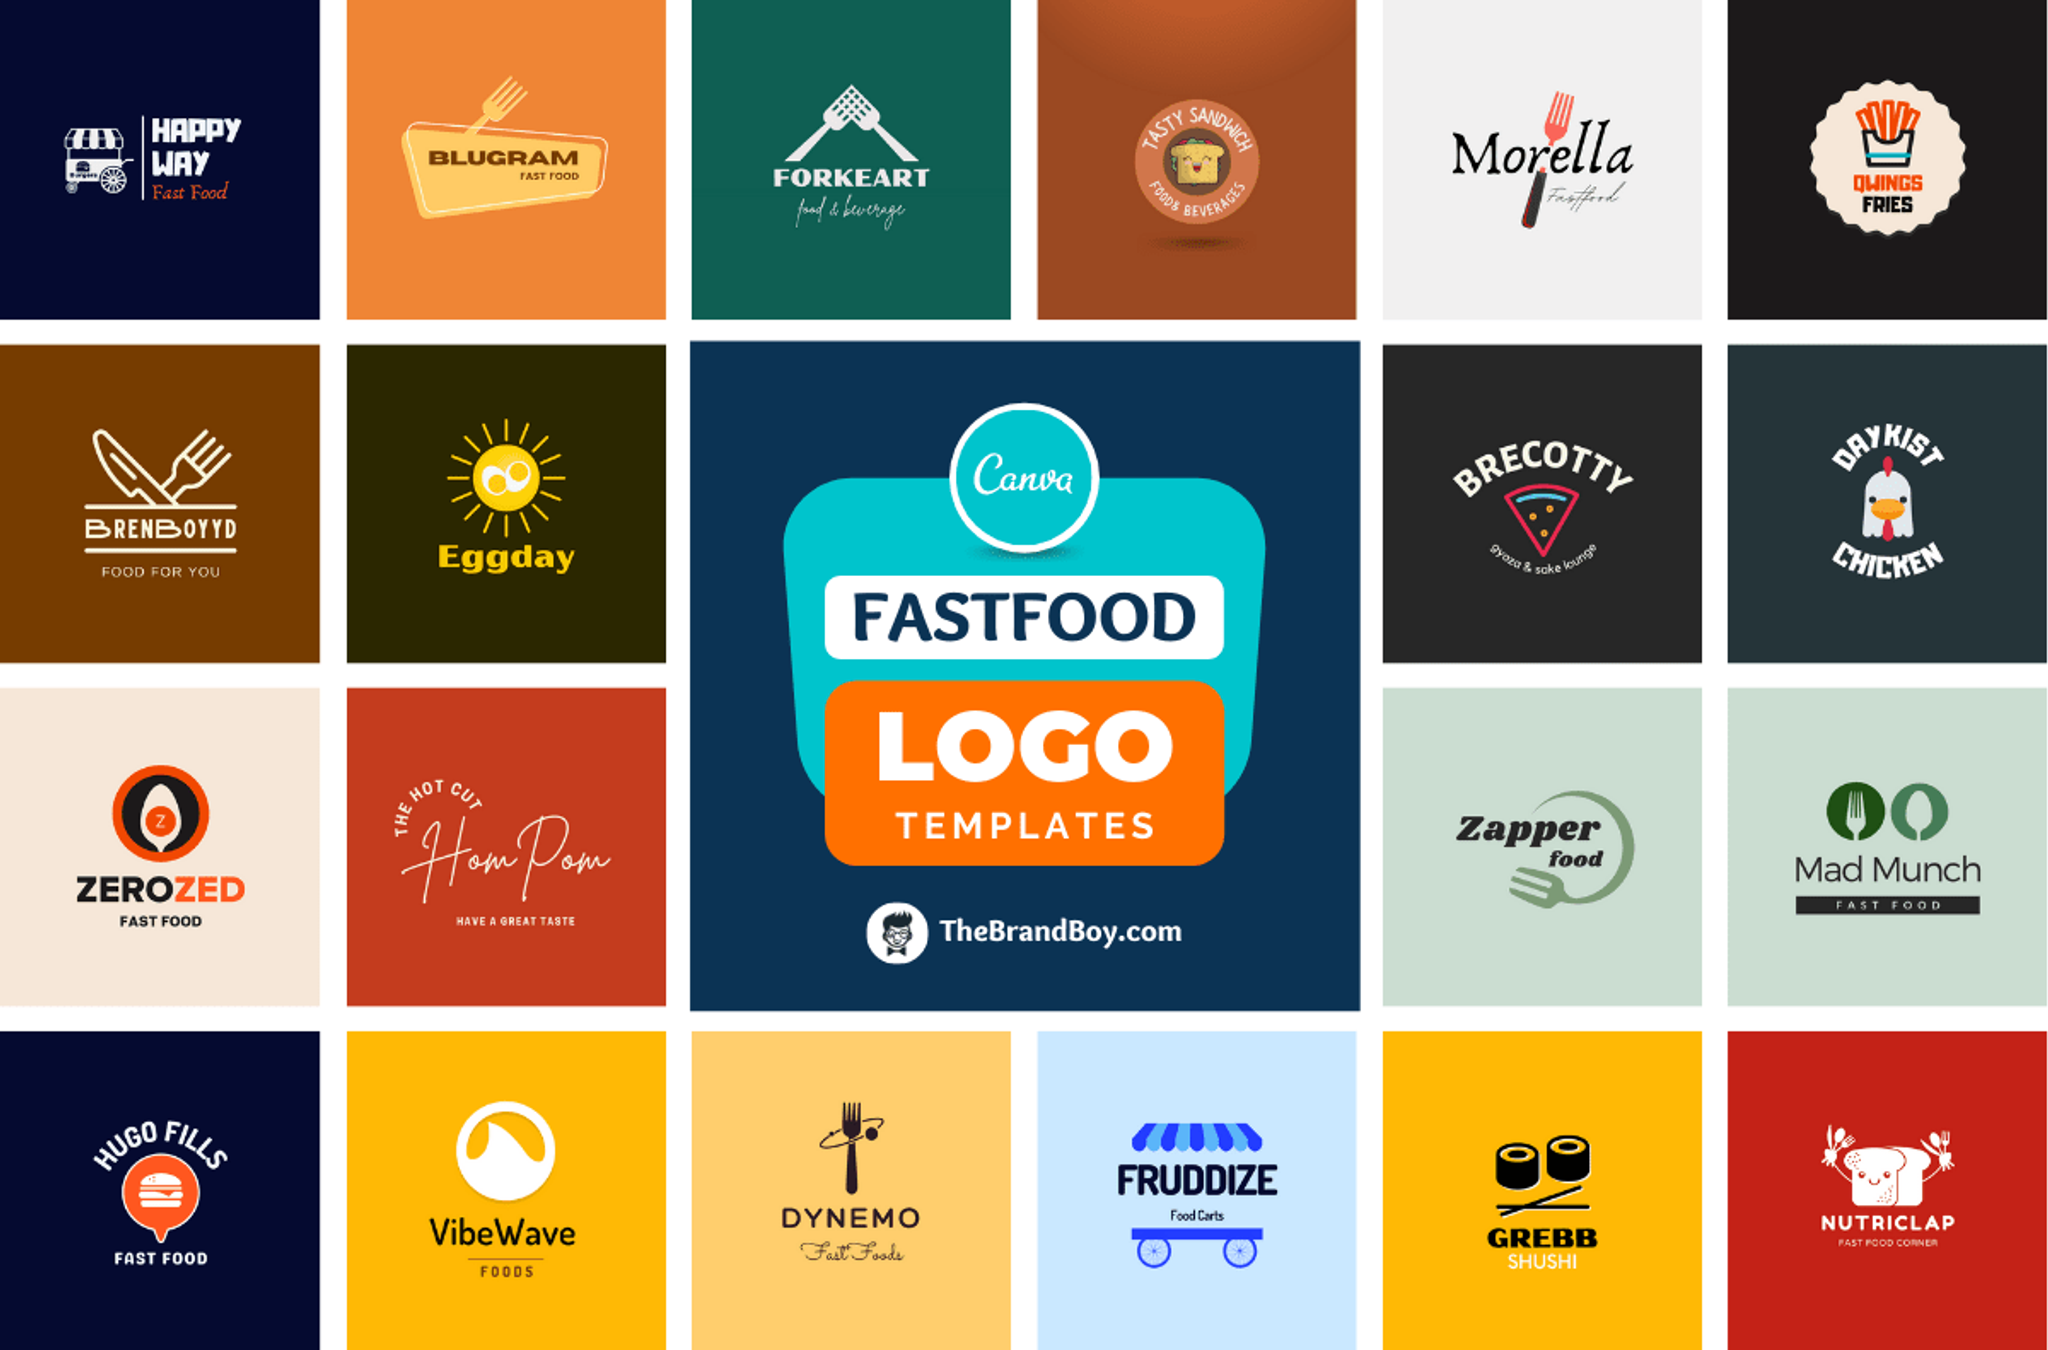 HAPPY
WAY
Fast Food
Burgers
BLUGRAM
FAST FOOD
FORKEART
food & beverage
TASTY SANDWICH
FOOD& BEVERAGES
Morella
Fastfood
QWINGS
FRIES
BRENBOYYD
FOOD FOR YOU
Eggday
Canva
FASTFOOD
LOGO
TEMPLATES
TheBrandBoy.com
BRECOTTY
gyoza & sake lounge
DAYKIST
CHICKEN
Z
ZEROZED
FAST FOOD
THE HOT CUT
Hom Pom
HAVE A GREAT TASTE
Zapper
food
Mad Munch
FAST FOOD
HUGO FILLS
FAST FOOD
VibeWave
FOODS
DYNEMO
Fast Foods
FRUDDIZE
Food Carts
GREBB
SHUSHI
NUTRICLAP
FAST FOOD CORNER